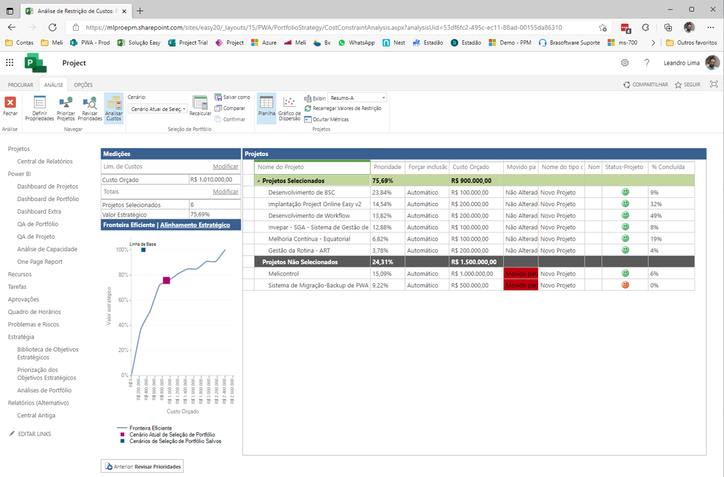 Análise de Restrição de Custos:
https://mlproepm.sharepoint.com/sites/easy20/_layouts/15/PWA/PortfolioStrategy/CostConstraintAnalysis.aspx?analysisUid=53df6fc2-495c-ec11-88ad-00155da86310
Contas Meli PWA - Prod Solução Easy Project Trial Project Azure Meli Bx WhatsApp Nest Estadão Estadão Demo - PPM Brasoftware Suporte ms-700 Outros favoritos
Project Leandro Lima
PROCURAR ANÁLISE OPÇÕES COMPARTILHAR SEGUIR
Fechar
Definir Propriedades
Priorizar Projetos
Revisar Prioridades
Analisar Custos
Cenário:
Cenário Atual de Seleç
Recalcular
Salvar como
Comparar
Confirmar
Planilha
Gráfico de Dispersão
Exibir: Resumo-A
Recarregar Valores de Restrição
Ocultar Métricas
Análise Navegar Seleção de Portfólio Projetos
Projetos
Central de Relatórios
Power BI
Dashboard de Projetos
Dashboard de Portfólio
Dashboard Extra
QA de Portfolio
QA de Projeto
Análise de Capacidade
One Page Report
Recursos
Tarefas
Aprovações
Quadro de Horários
Problemas e Riscos
Estratégia
Biblioteca de Objetivos
Estratégicos
Priorização dos
Objetivos Estratégicos
Análises de Portfólio
Relatórios (Alternativo)
Central Antiga
EDITAR LINKS
Medições
Lim. de Custos Modificar
Custo Orçado R$ 1.010.000,00
Totais Modificar
Projetos Selecionados 6
Valor Estratégico 75,69%
Fronteira Eficiente | Alinhamento Estratégico
Linha de Base
100%
80%
60%
40%
20%
0%
Valor estratégico
Custo Orçado
Fronteira Eficiente
Cenário Atual de Seleção de Portfólio
Cenários de Seleção de Portfólio Salvos
Anterior: Revisar Prioridades
Projetos
Nome do Projeto Prioridade Forçar inclusão Custo Orçado Movido pa Nome do tipo Nom Status-Projeto % Concluída
Projetos Selecionados 75,69% R$ 900.000,00
Desenvolvimento de BSC 23,84% Automático R$ 100.000,00 Não Alterad Novo Projeto 9%
Implantação Project Online Easy v2 14,54% Automático R$ 200.000,00 Não Alterad Novo Projeto 32%
Desenvolvimento de Workflow 13,82% Automático R$ 200.000,00 Não Alterad Novo Projeto 49%
Invepar - SGA - Sistema de Gestão de 12,88% Automático R$ 100.000,00 Não Alterad Novo Projeto 8%
Melhoria Contínua - Equatorial 6,82% Automático R$ 100.000,00 Não Alterad Novo Projeto 19%
Gestão da Rotina - ART 3,78% Automático R$ 200.000,00 Não Alterad Novo Projeto 4%
Projetos Não Selecionados 24,31% R$ 1.500.000,00
Melicontrol 15,09% Automático R$ 1.000.000,00 Movido pa Novo Projeto 6%
Sistema de Migração-Backup de PWA 9,22% Automático R$ 500.000,00 Movido pa Novo Projeto 0%